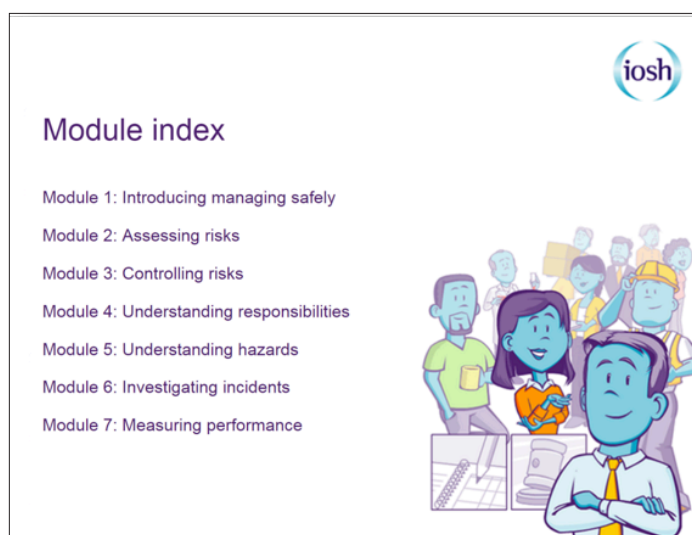 iosh
Module index
Module 1: Introducing managing safely
Module 2: Assessing risks
Module 3: Controlling risks
Module 4: Understanding responsibilities
Module 5: Understanding hazards
Module 6: Investigating incidents
Module 7: Measuring performance